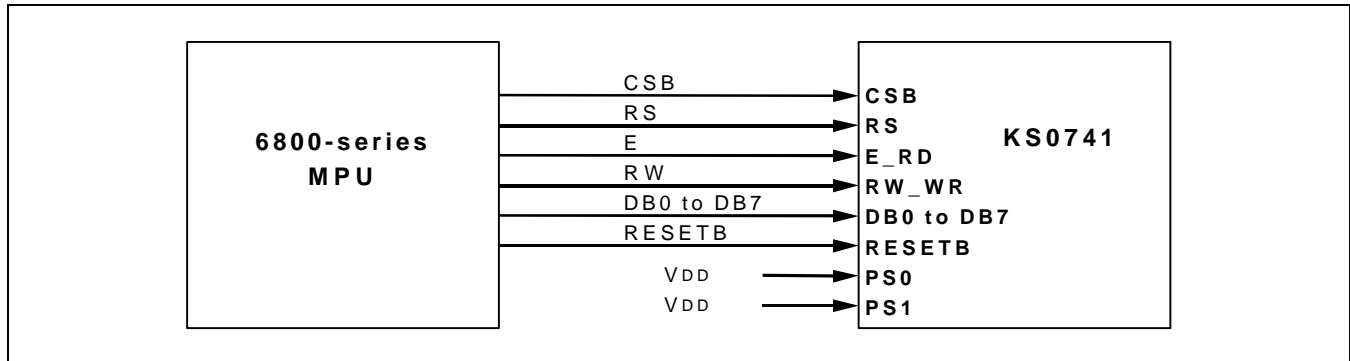 6800-series
MPU
CSB
RS
E
RW
DB0 to DB7
RESETB
VDD
VDD
CSB
RS
E_RD
RW_WR
DB0 to DB7
RESETB
PS0
PS1
KS0741